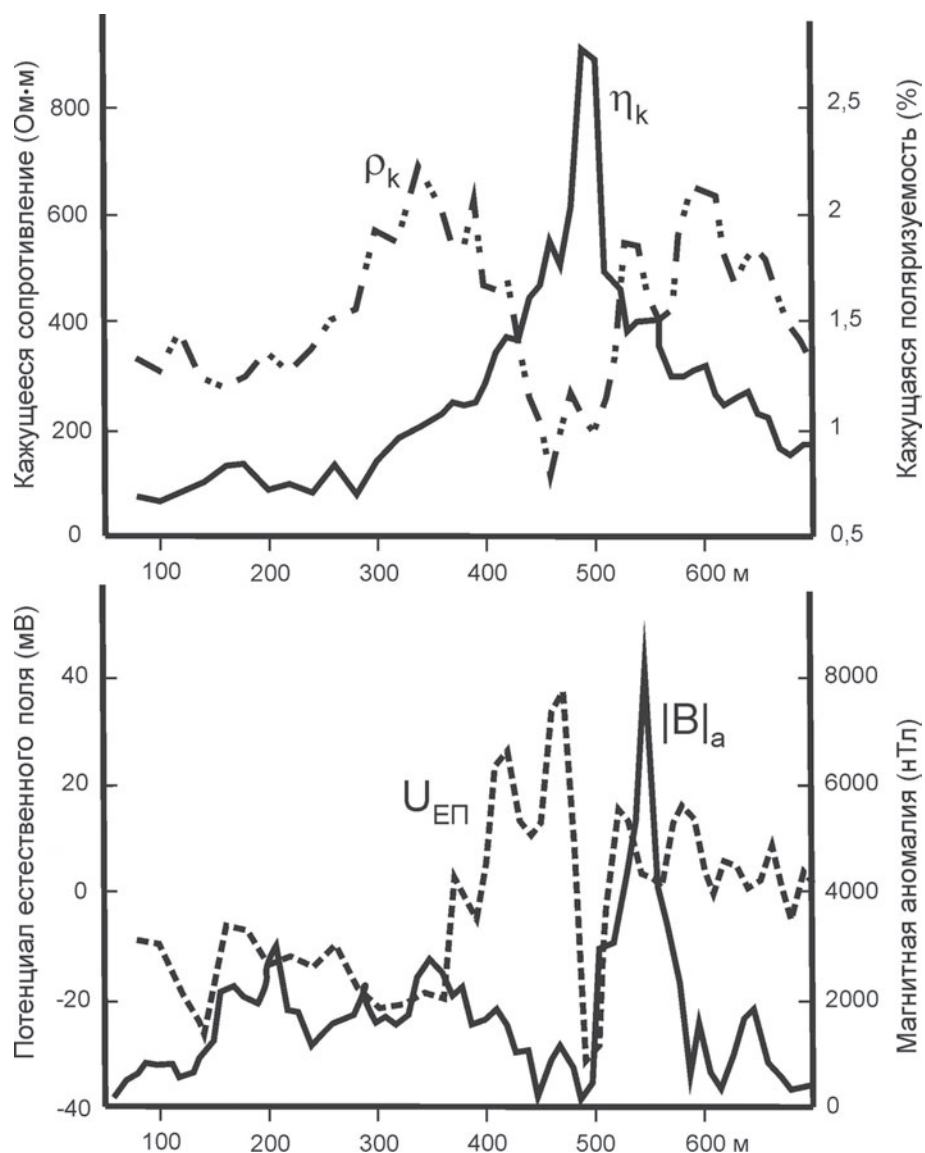 Кажущееся сопротивление (Ом·м)
800
600
400
200
0
ρk
ηk
2,5
2
1,5
1
0,5
Кажущаяся поляризуемость (%)
100 200 300 400 500 600 м
Потенциал естественного поля (мВ)
40
20
0
-20
-40
UЕП
|B|a
8000
6000
4000
2000
0
Магнитная аномалия (нТл)
100 200 300 400 500 600 м